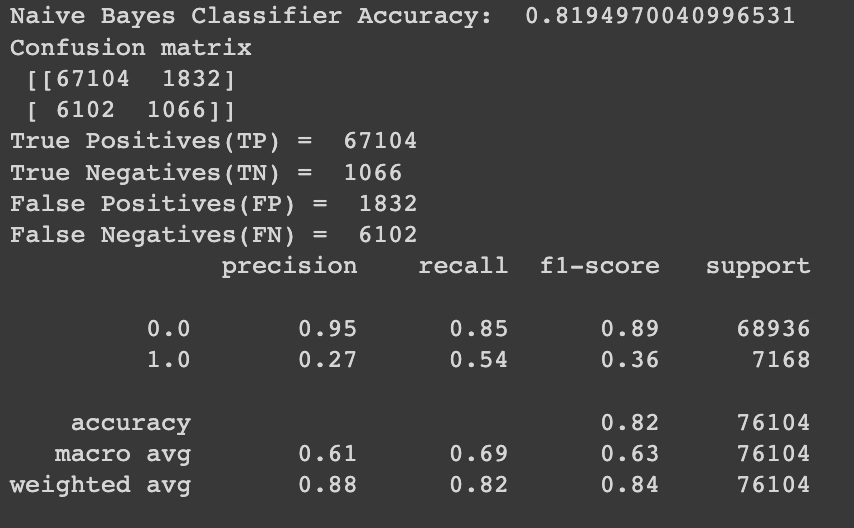 Naive Bayes Classifier Accuracy:  0.8194970040996531
Confusion matrix
 [[67104  1832]
 [ 6102  1066]]
True Positives(TP) =  67104
True Negatives(TN) =  1066
False Positives(FP) =  1832
False Negatives(FN) =  6102
              precision    recall  f1-score   support

         0.0       0.95      0.85      0.89     68936
         1.0       0.27      0.54      0.36      7168

    accuracy                           0.82     76104
   macro avg       0.61      0.69      0.63     76104
weighted avg       0.88      0.82      0.84     76104